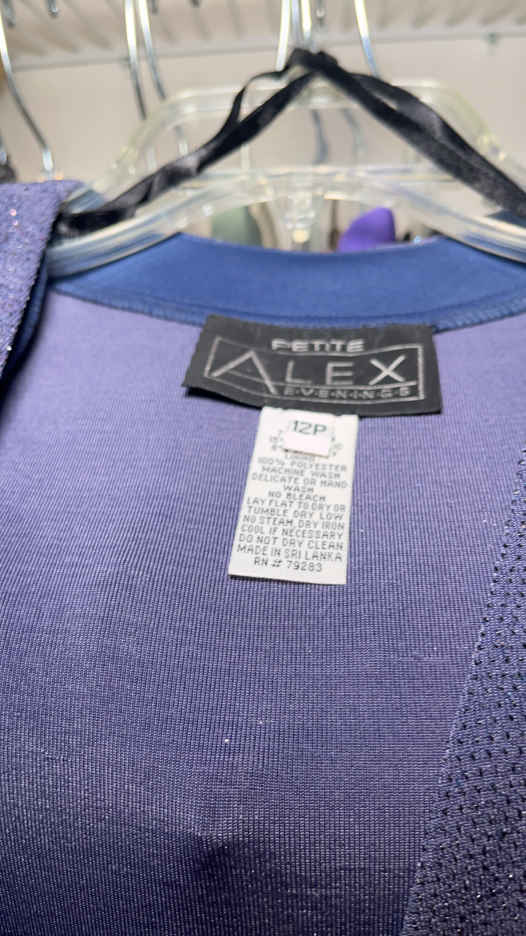 PETITE
ALEX
EVENINGS
12P
LINING
100% POLYESTER
MACHINE WASH
DELICATE OR HAND
WASH
NO BLEACH
LAY FLAT TO DRY OR
TUMBLE DRY LOW
NO STEAM, DRY IRON
COOL IF NECESSARY
DO NOT DRY CLEAN
MADE IN SRI LANKA
RN # 79283